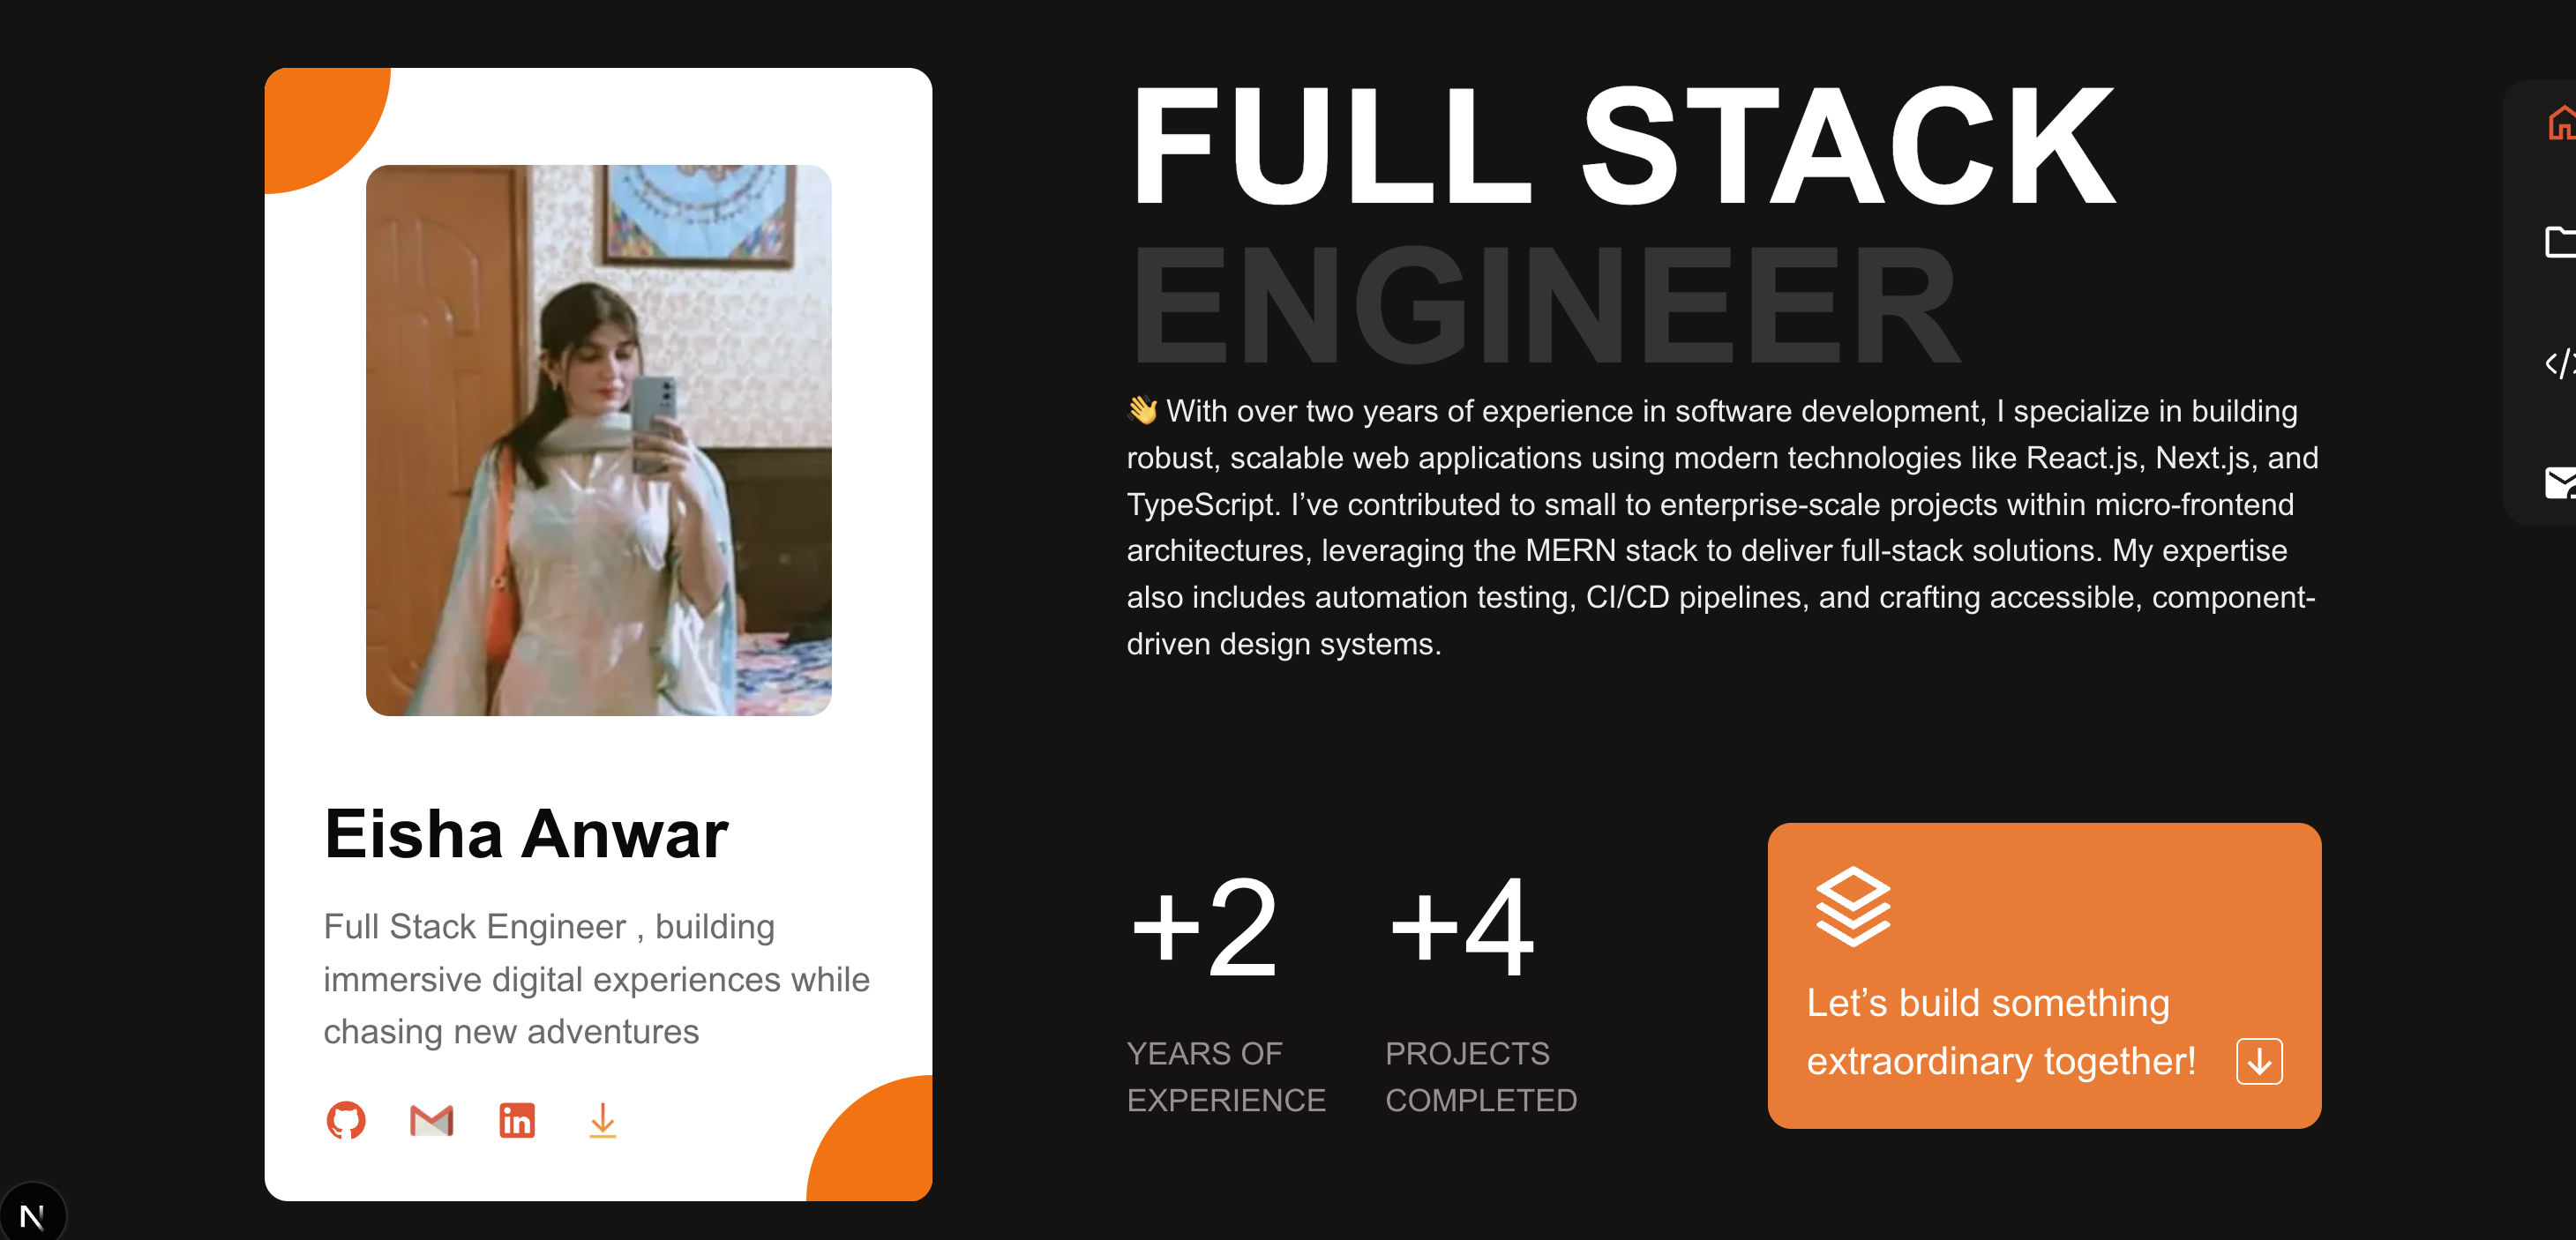 FULL STACK
ENGINEER
👋 With over two years of experience in software development, I specialize in building
robust, scalable web applications using modern technologies like React.js, Next.js, and
TypeScript. I’ve contributed to small to enterprise-scale projects within micro-frontend
architectures, leveraging the MERN stack to deliver full-stack solutions. My expertise
also includes automation testing, CI/CD pipelines, and crafting accessible, component-
driven design systems.
Eisha Anwar
Full Stack Engineer , building
immersive digital experiences while
chasing new adventures
in
+2
YEARS OF
EXPERIENCE
+4
PROJECTS
COMPLETED
Let’s build something
extraordinary together!
N